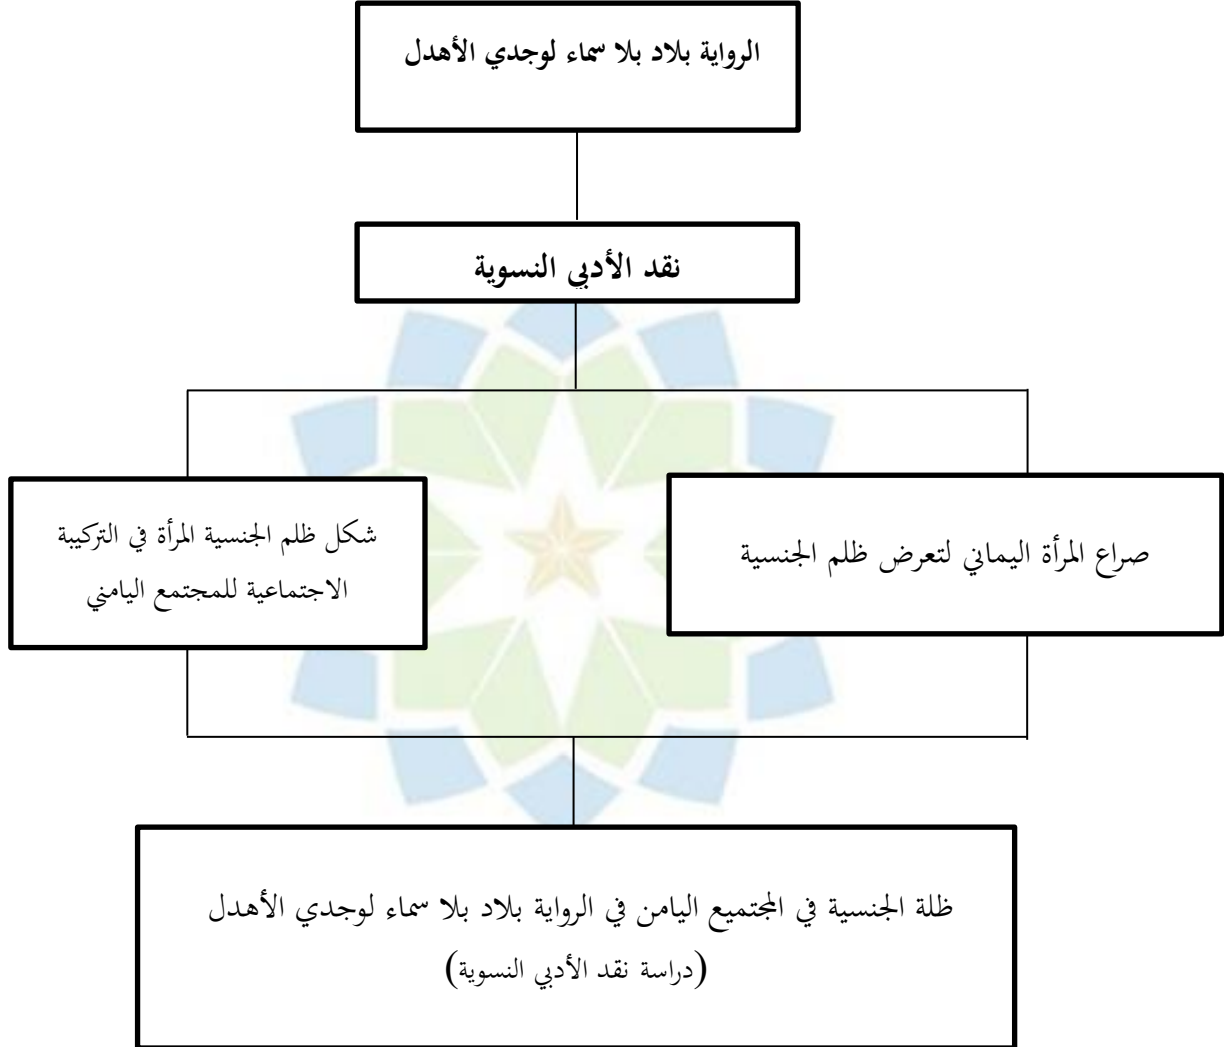 الرواية بلاد بلا سماء لوجدي الأهدل
نقد الأدبي النسوية
صراع المرأة اليماني لتعرض ظلم الجنسية
شكل ظلم الجنسية المرأة في التركيبة
الاجتماعية للمجتمع اليامني
ظلة الجنسية في المجتميع اليامن في الرواية بلاد بلا سماء لوجدي الأهدل
(دراسة نقد الأدبي النسوية)